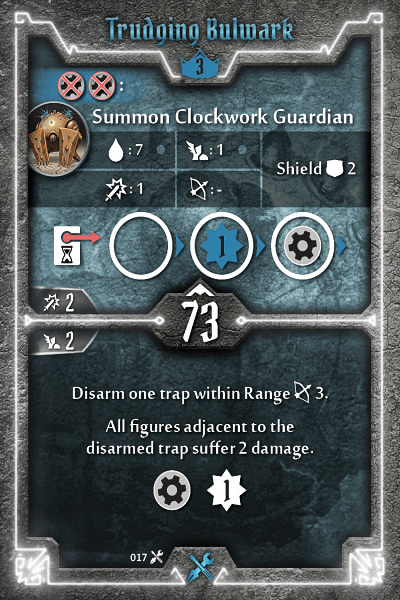 Trudging Bulwark
3
:
Summon Clockwork Guardian
: 7 : 1
Shield 2
: 1 : -
1
2
73
2
Disarm one trap within Range 3.
All figures adjacent to the
disarmed trap suffer 2 damage.
1
017